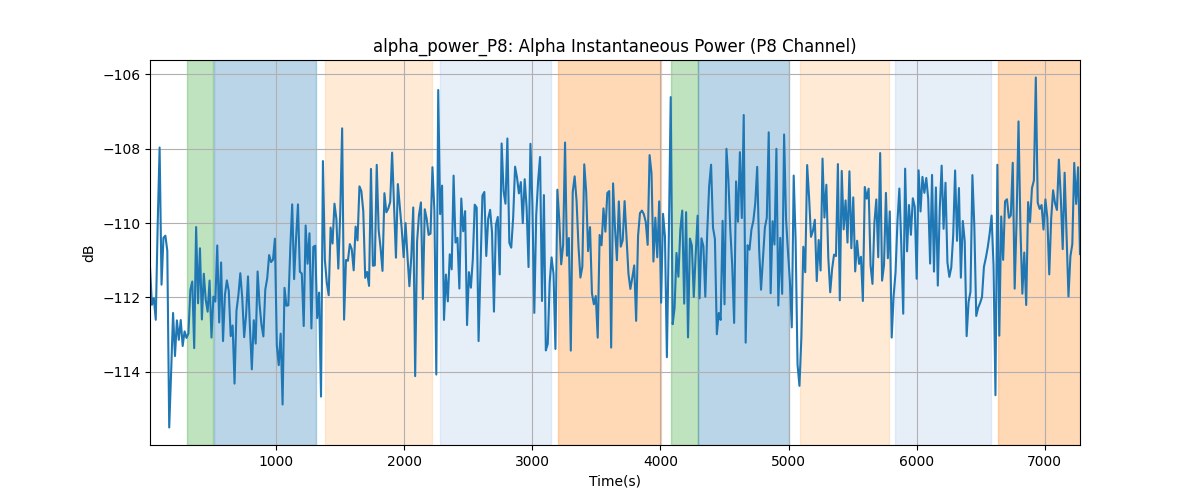 alpha_power_P8: Alpha Instantaneous Power (P8 Channel)
−106
−108
−110
−112
−114
dB
1000 2000 3000 4000 5000 6000 7000
Time(s)